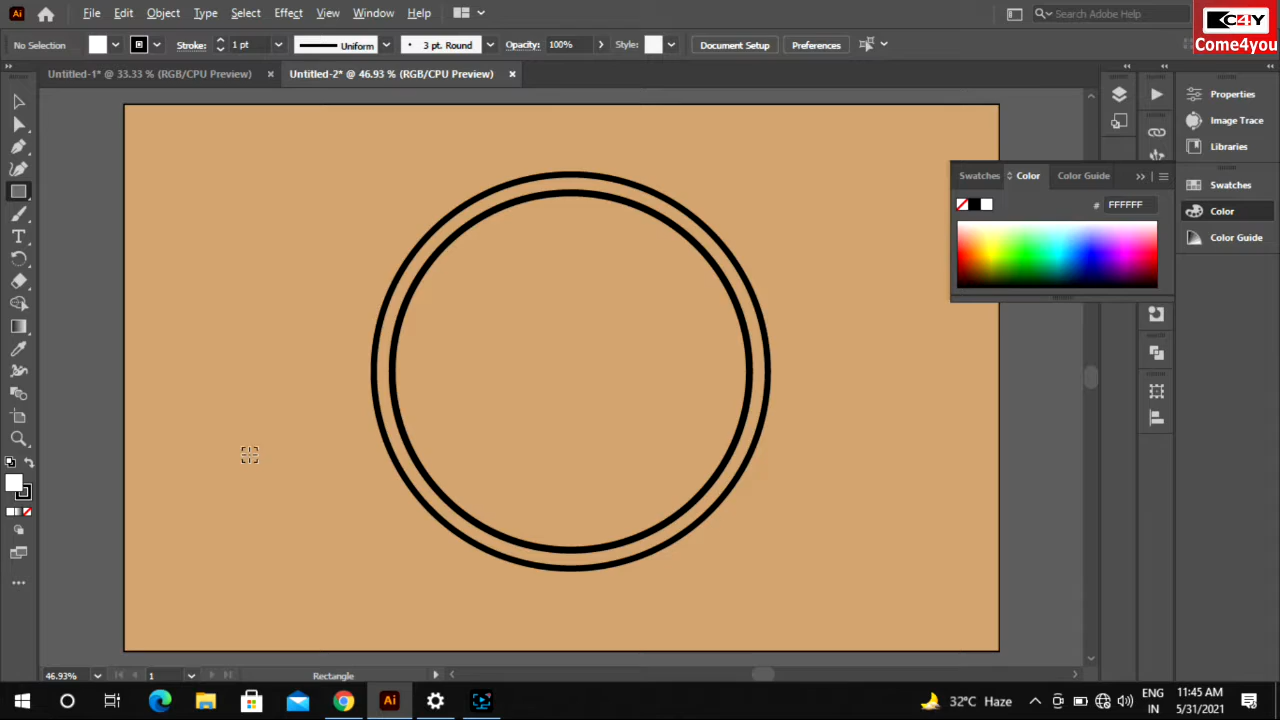 Ai File Edit Object Type Select Effect View Window Help Search Adobe Help
C4Y
Come4you
No Selection Stroke: 1 pt Uniform 3 pt. Round Opacity: 100% Style: Document Setup Preferences
Untitled-1* @ 33.33 % (RGB/CPU Preview) × Untitled-2* @ 46.93 % (RGB/CPU Preview) ×
Properties
Image Trace
Libraries
Swatches Color Color Guide
# FFFFFF
Swatches
Color
Color Guide
T
46.93% 1 Rectangle
Ai 32°C Haze ENG 11:45 AM
IN 5/31/2021